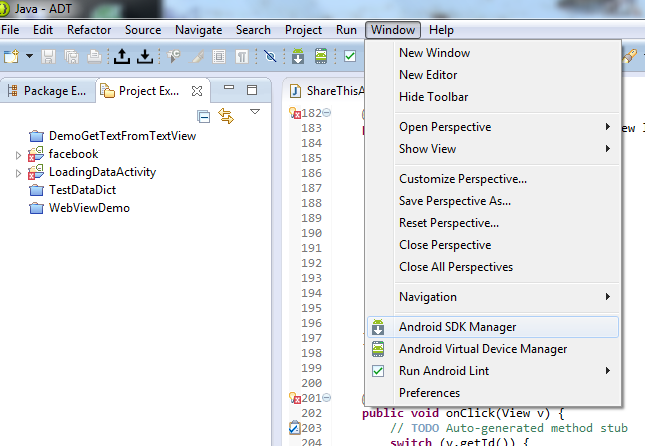 Java - ADT
File Edit Refactor Source Navigate Search Project Run Window Help
Package E...
Project Ex...
DemoGetTextFromTextView
facebook
LoadingDataActivity
TestDataDict
WebViewDemo
ShareThisA
182
183
184
185
186
187
188
189
190
191
192
193
194
195
196
197
198
199
200
201
202 public void onClick(View v) {
203 // TODO Auto-generated method stub
204 switch (v.getId()) {
New Window
New Editor
Hide Toolbar
Open Perspective
Show View
Customize Perspective...
Save Perspective As...
Reset Perspective...
Close Perspective
Close All Perspectives
Navigation
Android SDK Manager
Android Virtual Device Manager
Run Android Lint
Preferences